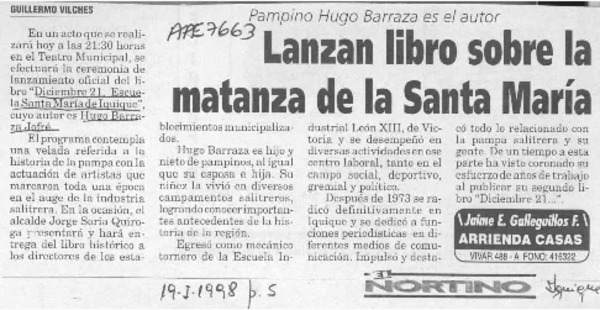 GUILLERMO VILCHES
APE7663
Pampino Hugo Barraza es el autor
Lanzan libro sobre la
matanza de la Santa María
En un acto que se reali-
zará hoy a las 21:30 horas
en el Teatro Municipal, se
efectuará la ceremonia de
lanzamiento oficial del li-
bro "Diciembre 21, Escue-
la Santa María de Iquique",
cuyo autor es Hugo Barra-
za Jofré.
El programa contempla
una velada referida a la
historia de la pampa con la
actuación de artistas que
marcaron toda una época
en el auge de la industria
salitrera. En la ocasión, el
alcalde Jorge Soria Quiro-
ga presentará y hará en-
trega del libro histórico a
los directores de los esta-
blecimientos municipaliza-
dos.
Hugo Barraza es hijo y
nieto de pampinos, al igual
que su esposa e hija. Su
niñez la vivió en diversos
campamentos salitreros,
logrando conocer importan-
tes antecedentes de la his-
toria de la región.
Egresó como mecánico
tornero de la Escuela In-
dustrial León XIII, de Vic-
toria y se desempeñó en
diversas actividades en ese
centro laboral, tanto en el
campo social, deportivo,
gremial y política.
Después de 1973 se ra-
dicó definitivamente en
Iquique y se dedicó a fun-
ciones periodísticas en di-
ferentes medios de comu-
nicación. Impulsó y desta-
có todo lo relacionado con
la pampa salitrera y su
gente. De un tiempo a esta
parte ha visto coronado su
esfuerzo de años de trabajo
al publicar su segundo li-
bro "Diciembre 21...".
Jaime E. Galleguillos F.
ARRIENDA CASAS
VIVAR 488 - A FONO: 416322
El
NORTINO
19-I-1998 p. 5
Iquique